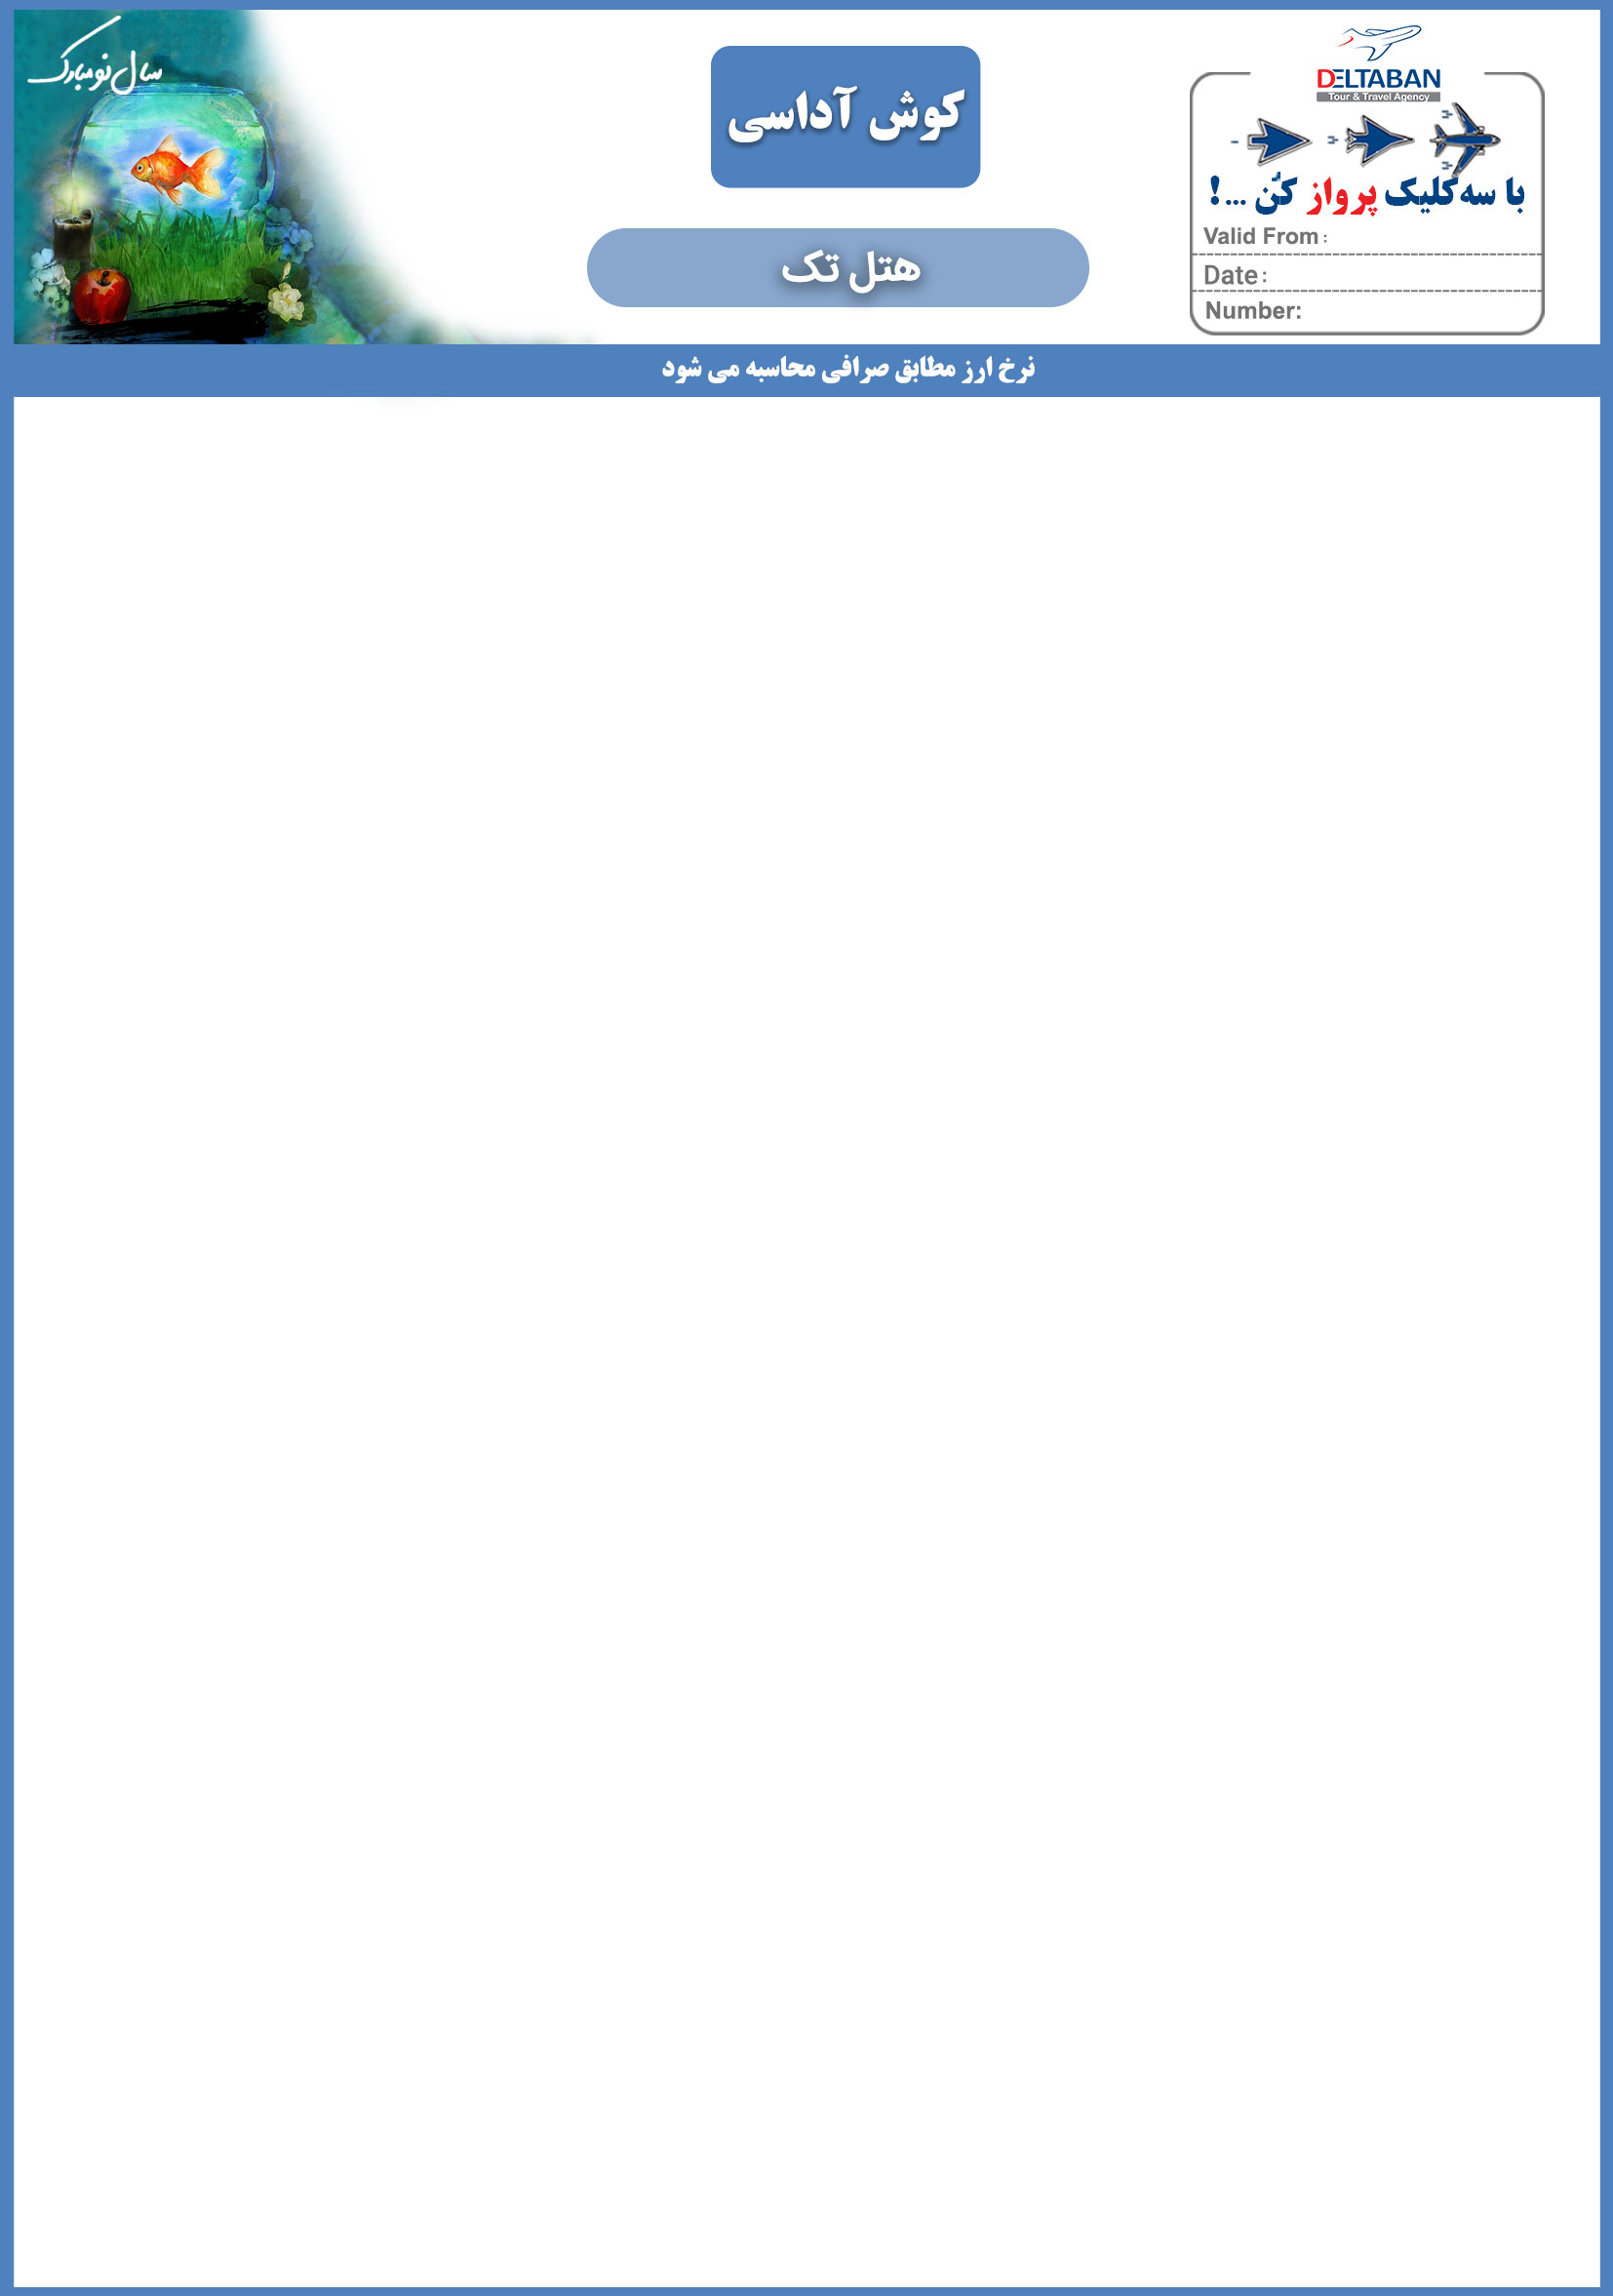 سال نو مبارک
کوش آداسی
هتل تک
DELTABAN
Tour & Travel Agency
با سه‌کلیک پرواز کُن ...!
Valid From :
Date :
Number:
نرخ ارز مطابق صرافی محاسبه می شود